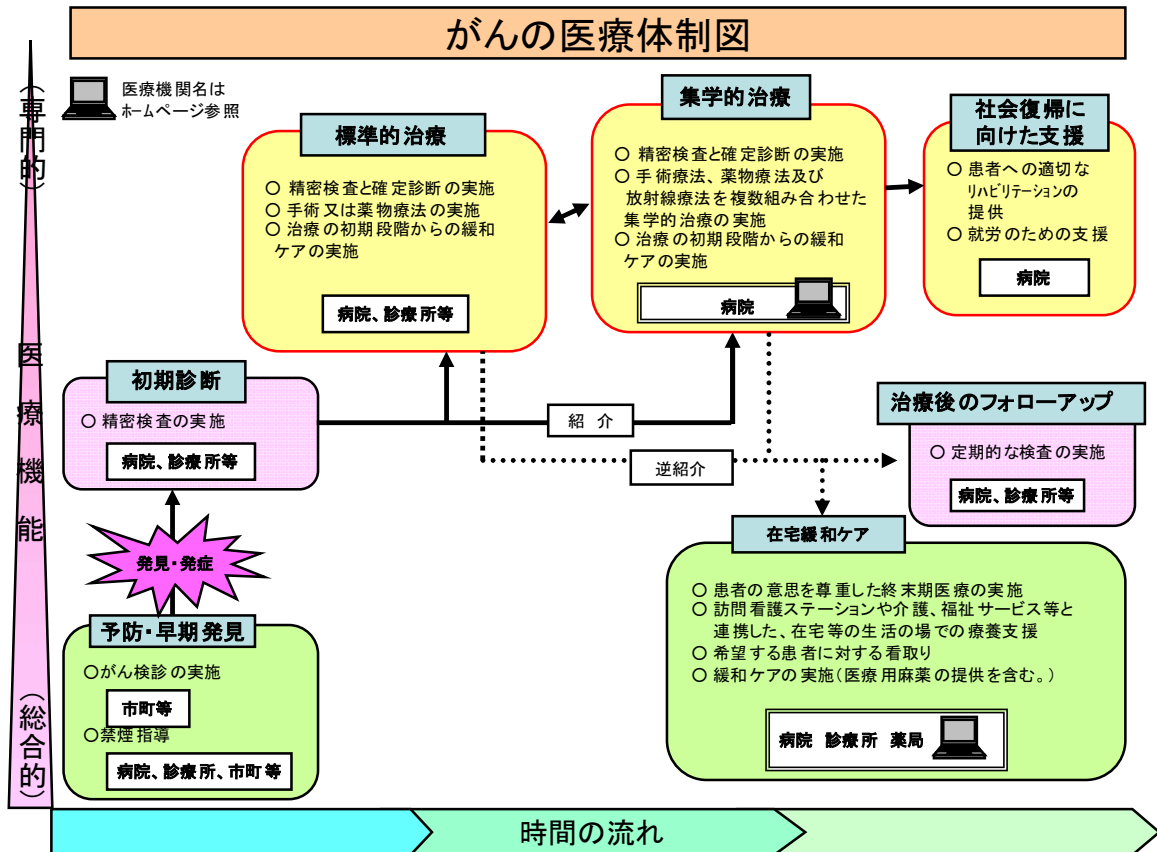 がんの医療体制図
医療機関名は
ホームページ参照
(専門的)
医療機能
(総合的)
標準的治療
○ 精密検査と確定診断の実施
○ 手術又は薬物療法の実施
○ 治療の初期段階からの緩和
ケアの実施
病院、診療所等
集学的治療
○ 精密検査と確定診断の実施
○ 手術療法、薬物療法及び
放射線療法を複数組み合わせた
集学的治療の実施
○ 治療の初期段階からの緩和
ケアの実施
病院
社会復帰に
向けた支援
○ 患者への適切な
リハビリテーションの
提供
○ 就労のための支援
病院
初期診断
○ 精密検査の実施
病院、診療所等
紹 介
逆紹介
治療後のフォローアップ
○ 定期的な検査の実施
病院、診療所等
発見・発症
予防・早期発見
○がん検診の実施
市町等
○禁煙指導
病院、診療所、市町等
在宅緩和ケア
○ 患者の意思を尊重した終末期医療の実施
○ 訪問看護ステーションや介護、福祉サービス等と
連携した、在宅等の生活の場での療養支援
○ 希望する患者に対する看取り
○ 緩和ケアの実施(医療用麻薬の提供を含む。)
病院 診療所 薬局
時間の流れ